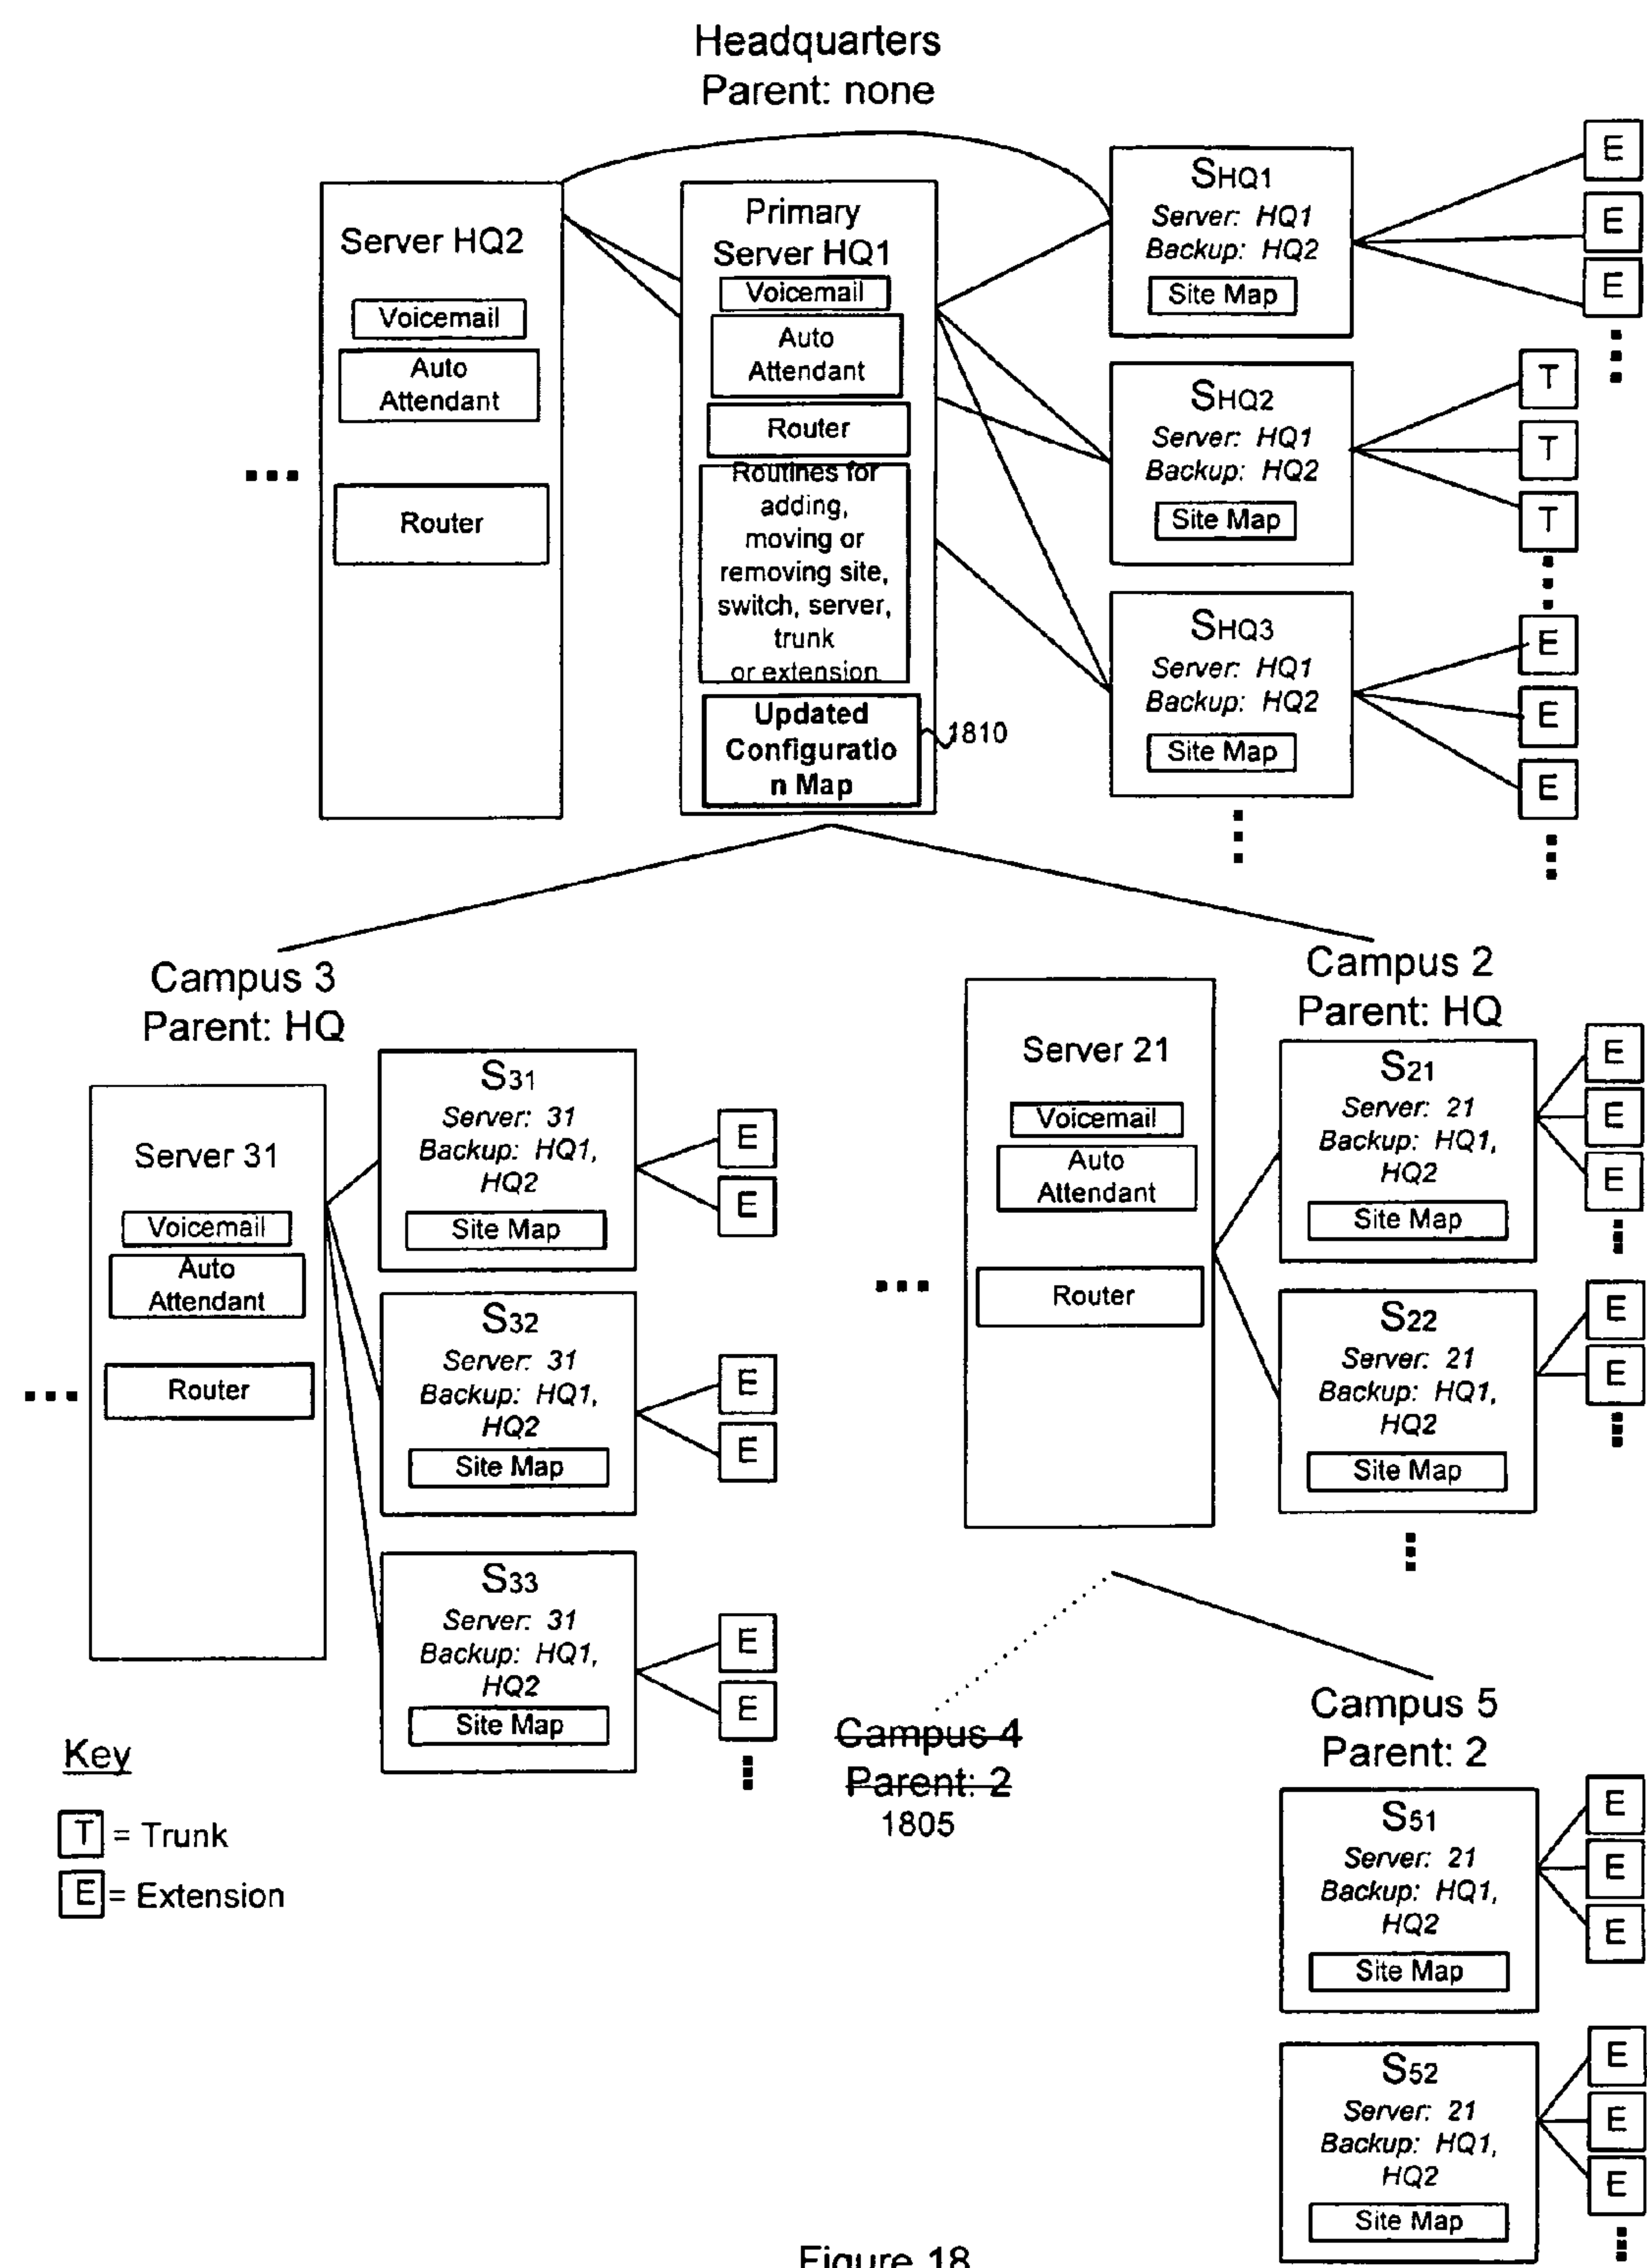 Headquarters
Parent: none
Server HQ2
Voicemail
Auto
Attendant
Router
Primary
Server HQ1
Voicemail
Auto
Attendant
Router
Routines for
adding,
moving or
removing site,
switch, server,
trunk
or extension
Updated
Configuratio
n Map
1810
SHQ1
Server: HQ1
Backup: HQ2
Site Map
E
E
E
SHQ2
Server: HQ1
Backup: HQ2
Site Map
T
T
T
SHQ3
Server: HQ1
Backup: HQ2
Site Map
E
E
E
Campus 3
Parent: HQ
Server 31
Voicemail
Auto
Attendant
Router
S31
Server: 31
Backup: HQ1,
HQ2
Site Map
E
E
S32
Server: 31
Backup: HQ1,
HQ2
Site Map
E
E
S33
Server: 31
Backup: HQ1,
HQ2
Site Map
E
E
Campus 2
Parent: HQ
Server 21
Voicemail
Auto
Attendant
Router
S21
Server: 21
Backup: HQ1,
HQ2
Site Map
E
E
E
S22
Server: 21
Backup: HQ1,
HQ2
Site Map
E
E
Campus 4
Parent: 2
1805
Campus 5
Parent: 2
S51
Server: 21
Backup: HQ1,
HQ2
Site Map
E
E
E
S52
Server: 21
Backup: HQ1,
HQ2
Site Map
E
E
E
Key
T = Trunk
E = Extension
Figure 18